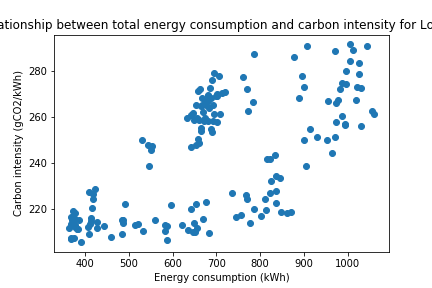 ationship between total energy consumption and carbon intensity for Lo
280
260
240
220
Carbon intensity (gCO2/kWh)
400 500 600 700 800 900 1000
Energy consumption (kWh)